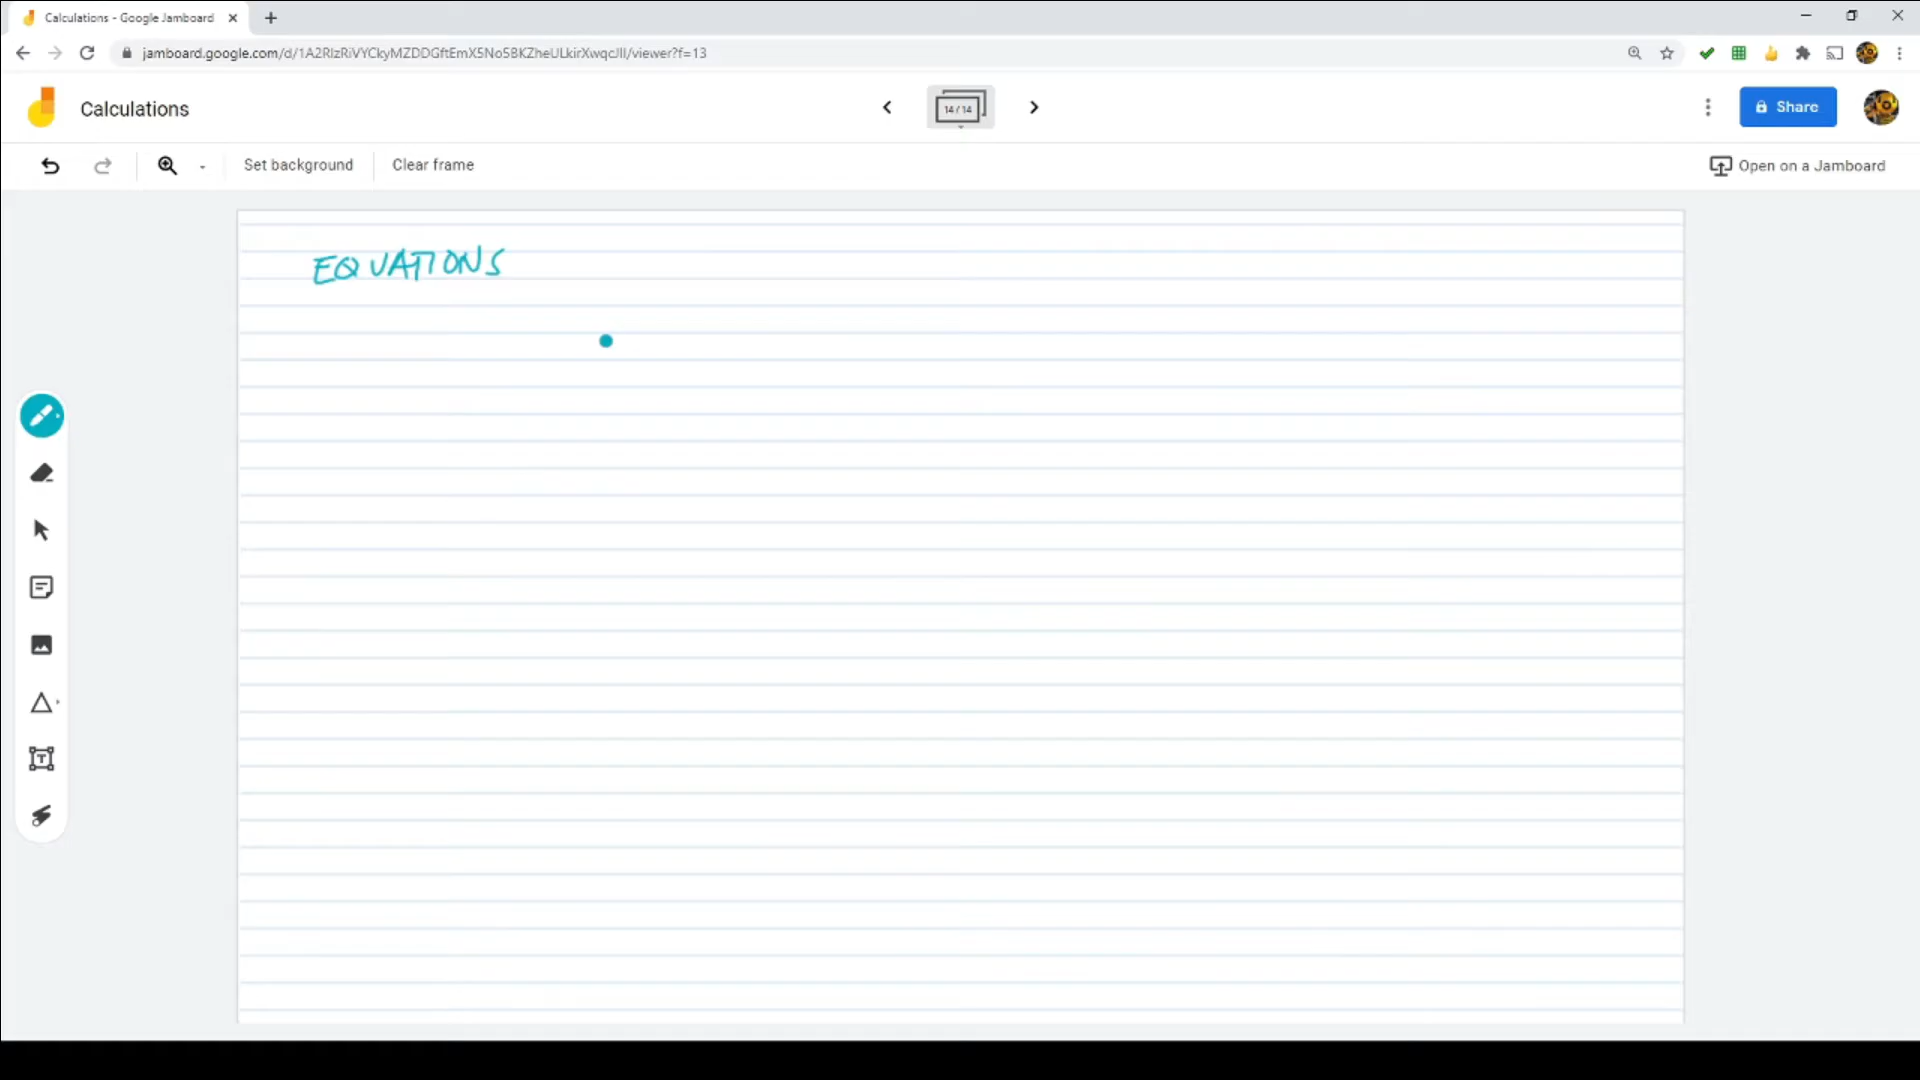 Calculations - Google Jamboard
jamboard.google.com/d/1A2RIzRiVYCkyMZDDGftEmX5No5BKZheULkirXwqcJlI/viewer?f=13
Calculations
14 / 14
Share
Set background
Clear frame
Open on a Jamboard
EQUATIONS